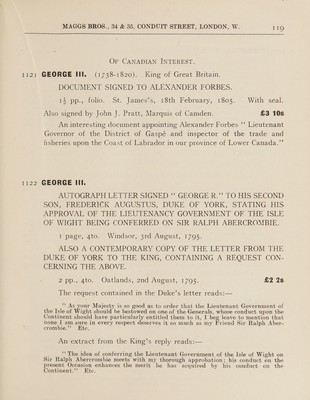 MAGGS BROS., 34 & 35, CONDUIT STREET, LONDON, W. 119
OF CANADIAN INTEREST.
1121 GEORGE III. (1738-1820). King of Great Britain.
DOCUMENT SIGNED TO ALEXANDER FORBES.
1½ pp., folio. St. James's, 18th February, 1805. With seal.
Also signed by John J. Pratt, Marquis of Camden. £3 10s
An interesting document appointing Alexander Forbes " Lieutenant
Governor of the District of Gaspé and inspector of the trade and
fisheries upon the Coast of Labrador in our province of Lower Canada."
1122 GEORGE III.
AUTOGRAPH LETTER SIGNED " GEORGE R." TO HIS SECOND
SON, FREDERICK AUGUSTUS, DUKE OF YORK, STATING HIS
APPROVAL OF THE LIEUTENANCY GOVERNMENT OF THE ISLE
OF WIGHT BEING CONFERRED ON SIR RALPH ABERCROMBIE.
1 page, 4to. Windsor, 3rd August, 1795.
ALSO A CONTEMPORARY COPY OF THE LETTER FROM THE
DUKE OF YORK TO THE KING, CONTAINING A REQUEST CON-
CERNING THE ABOVE.
2 pp., 4to. Oatlands, 2nd August, 1795. £2 2s
The request contained in the Duke's letter reads:—
" As your Majesty is so good as to order that the Lieutenant Government of
the Isle of Wight should be bestowed on one of the Generals, whose conduct upon the
Continent should have particularly entitled them to it, I beg leave to mention that
none I am sure in every respect deserves it so much as my Friend Sir Ralph Aber-
crombie." Etc.
An extract from the King's reply reads:—
" The idea of conferring the Lieutenant Government of the Isle of Wight on
Sir Ralph Abercrombie meets with my thorough approbation; his conduct on the
present Occasion enhances the merit he has acquired by his conduct on the
Continent." Etc.